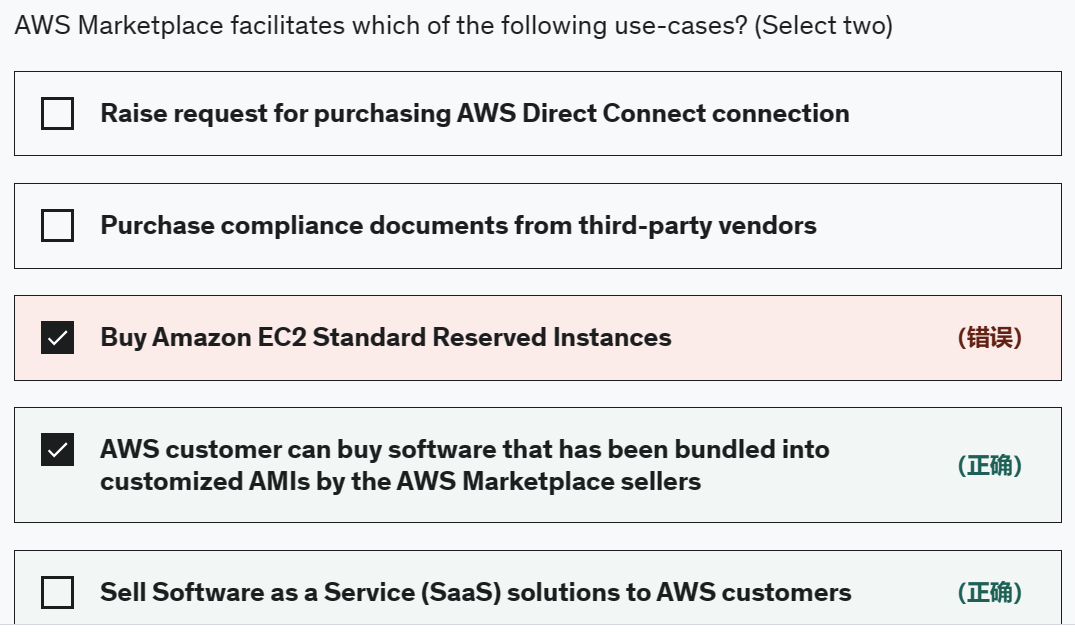 AWS Marketplace facilitates which of the following use-cases? (Select two)
Raise request for purchasing AWS Direct Connect connection
Purchase compliance documents from third-party vendors
Buy Amazon EC2 Standard Reserved Instances (错误)
AWS customer can buy software that has been bundled into
customized AMIs by the AWS Marketplace sellers (正确)
Sell Software as a Service (SaaS) solutions to AWS customers (正确)